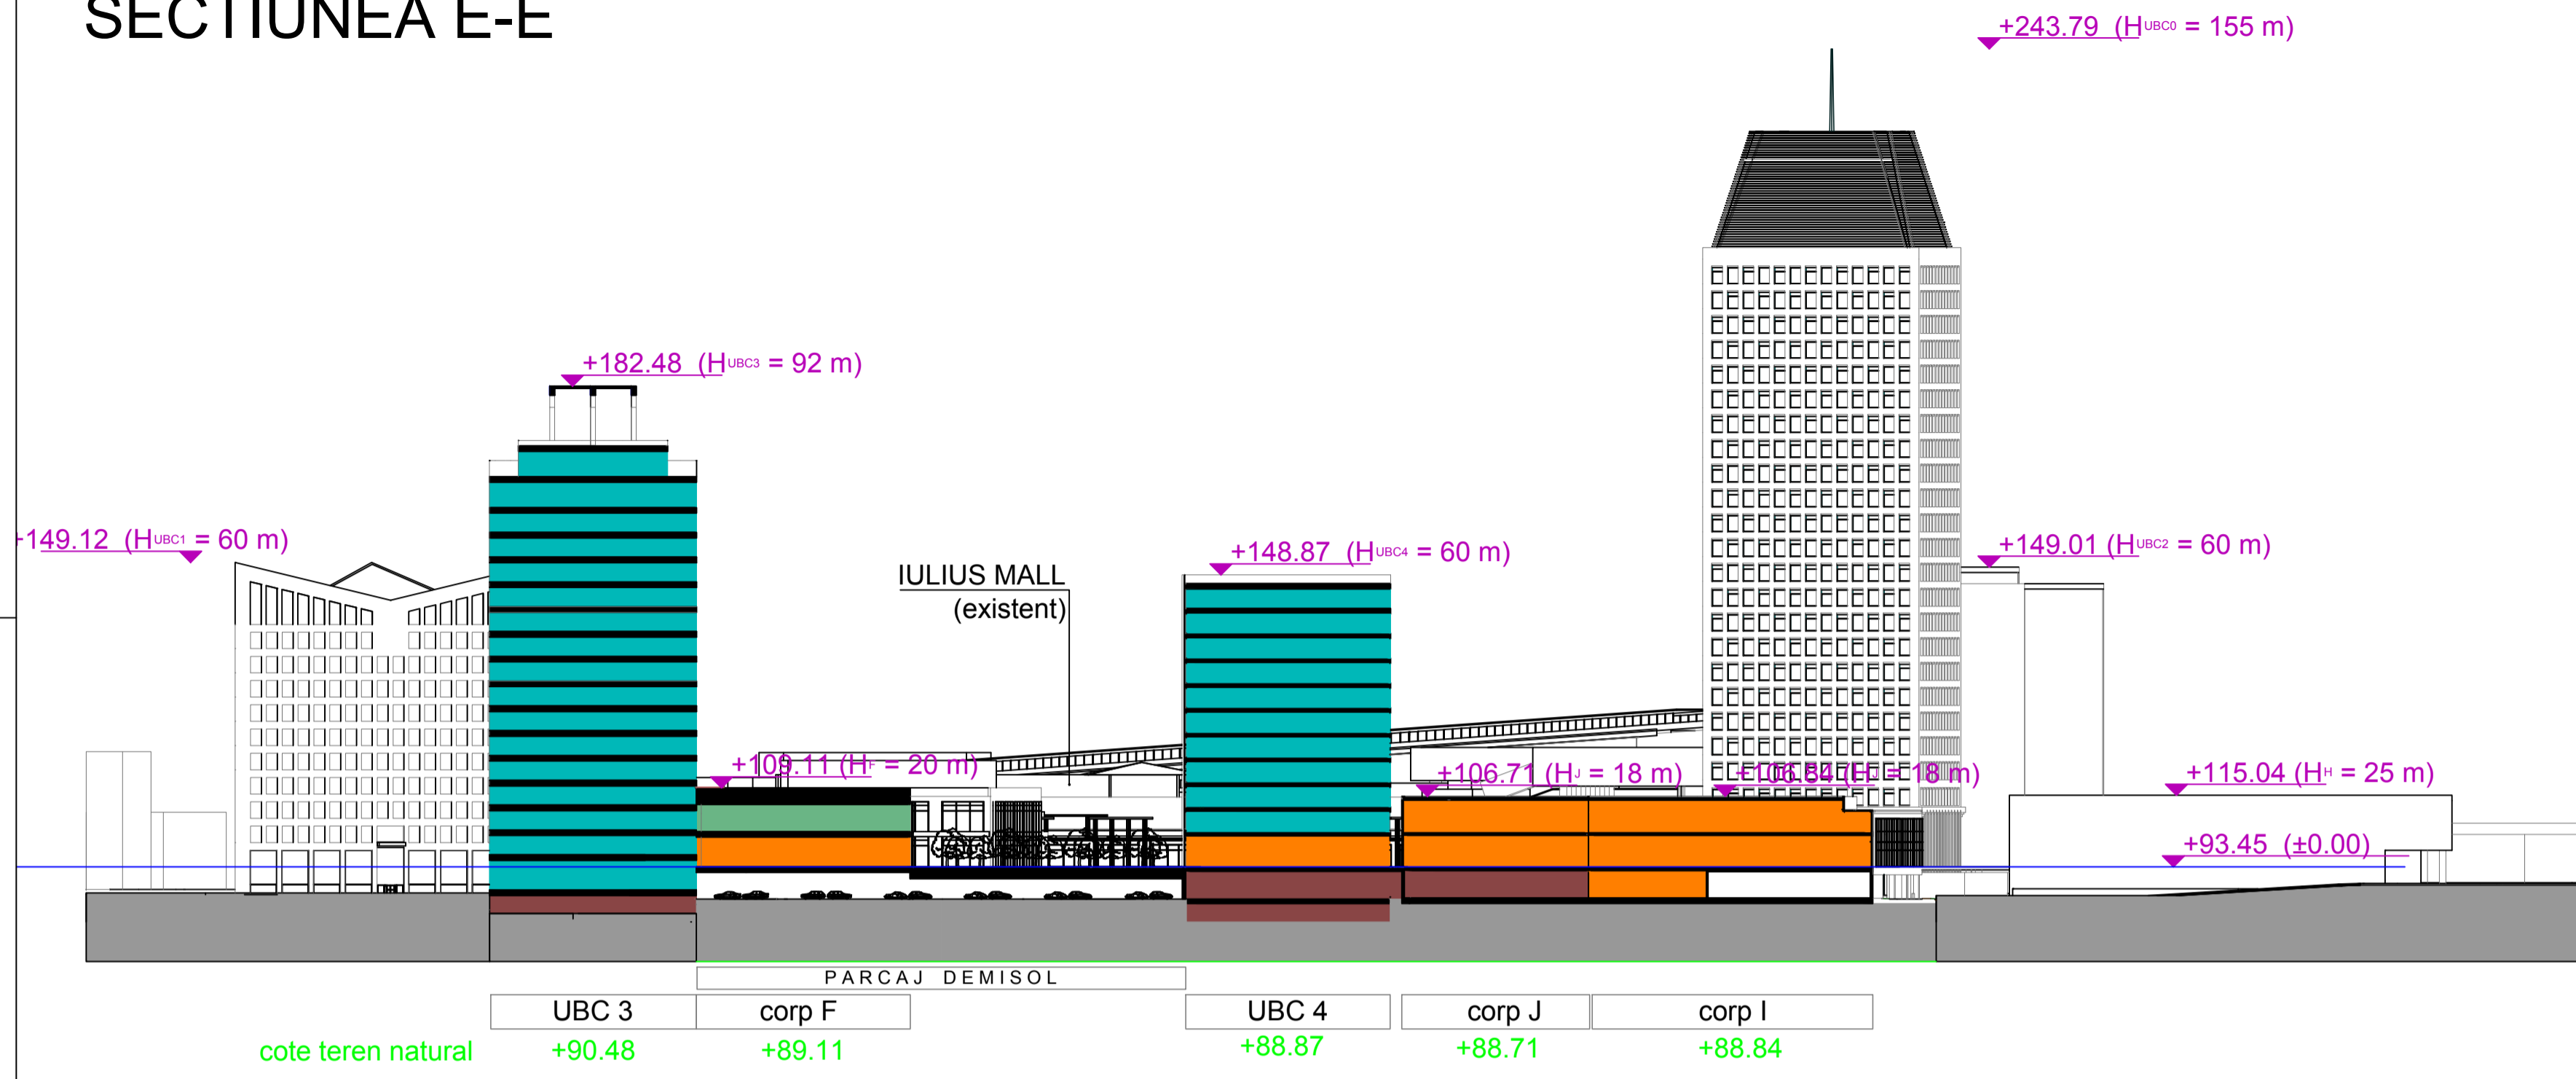 SECTIUNEA E-E
+243.79 (HUBC0 = 155 m)
+182.48 (HUBC3 = 92 m)
+149.12 (HUBC1 = 60 m)
IULIUS MALL
(existent)
+148.87 (HUBC4 = 60 m)
+149.01 (HUBC2 = 60 m)
+109.11 (HF = 20 m)
+106.71 (HJ = 18 m)
+106.84 (HJ = 18 m)
+115.04 (HH = 25 m)
+93.45 (±0.00)
PARCAJ DEMISOL
UBC 3
corp F
UBC 4
corp J
corp I
cote teren natural
+90.48
+89.11
+88.87
+88.71
+88.84